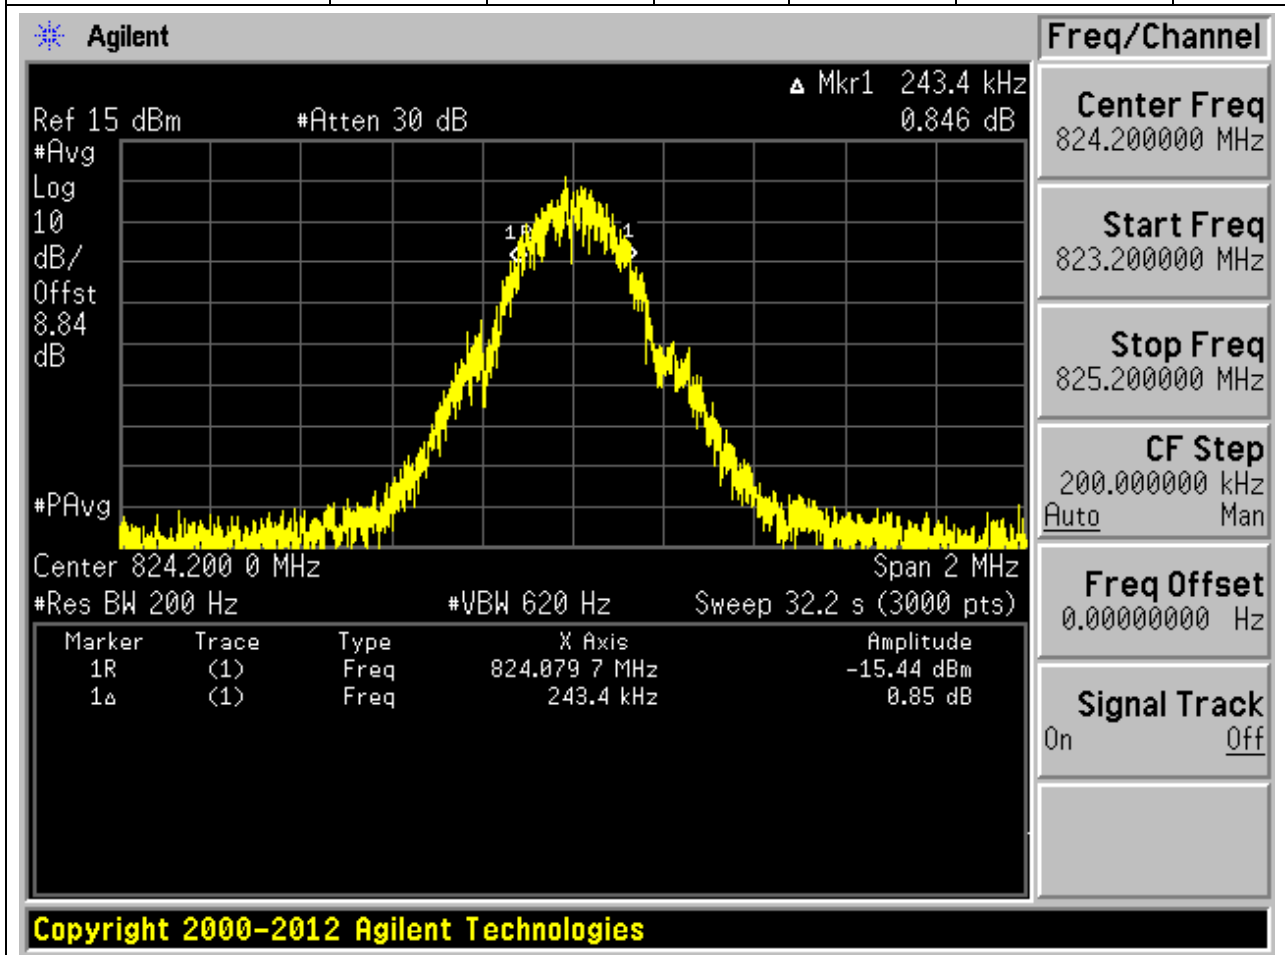 Agilent
Freq/Channel
Δ Mkr1 243.4 kHz
Ref 15 dBm #Atten 30 dB 0.846 dB
#Avg
Log
10
dB/
Offst
8.84
dB
1R
1
#PAvg
Center 824.200 0 MHz Span 2 MHz
#Res BW 200 Hz #VBW 620 Hz Sweep 32.2 s (3000 pts)
Marker Trace Type X Axis Amplitude
1R (1) Freq 824.079 7 MHz -15.44 dBm
1Δ (1) Freq 243.4 kHz 0.85 dB
Center Freq
824.200000 MHz
Start Freq
823.200000 MHz
Stop Freq
825.200000 MHz
CF Step
200.000000 kHz
Auto Man
Freq Offset
0.00000000 Hz
Signal Track
On Off
Copyright 2000-2012 Agilent Technologies